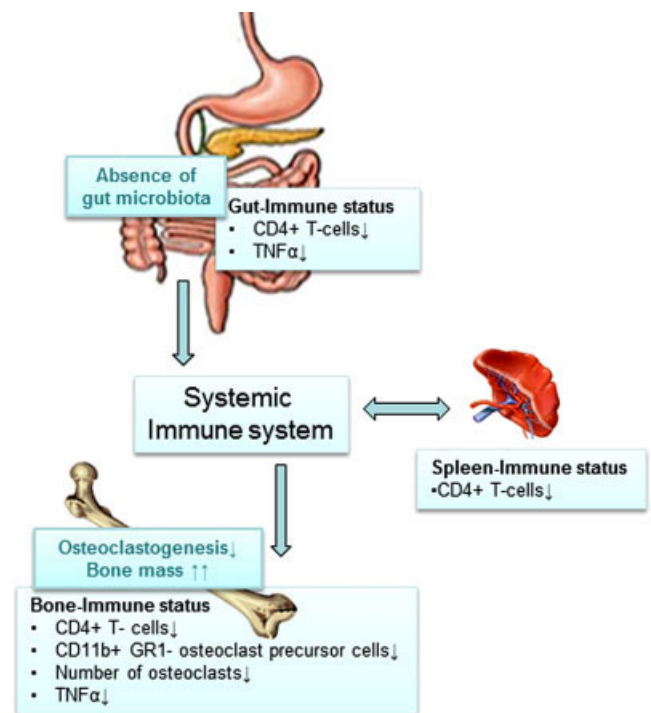 Absence of
gut microbiota
Gut-Immune status
• CD4+ T-cells↓
• TNFα↓
Systemic
Immune system
Spleen-Immune status
•CD4+ T-cells↓
Osteoclastogenesis↓
Bone mass ↑↑
Bone-Immune status
• CD4+ T- cells↓
• CD11b+ GR1- osteoclast precursor cells↓
• Number of osteoclasts↓
• TNFα↓